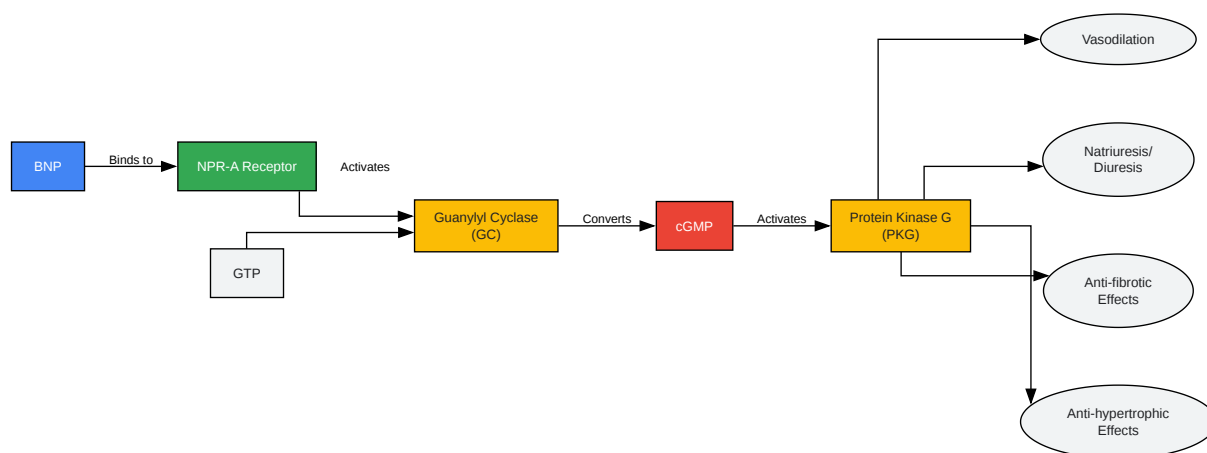 BNP
Binds to
NPR-A Receptor
Activates
GTP
Guanylyl Cyclase
(GC)
Converts
cGMP
Activates
Protein Kinase G
(PKG)
Vasodilation
Natriuresis/
Diuresis
Anti-fibrotic
Effects
Anti-hypertrophic
Effects